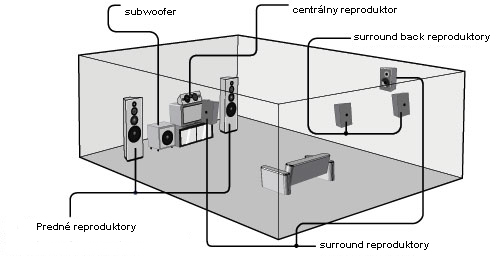 subwoofer
centrálny reproduktor
surround back reproduktory
Predné reproduktory
surround reproduktory